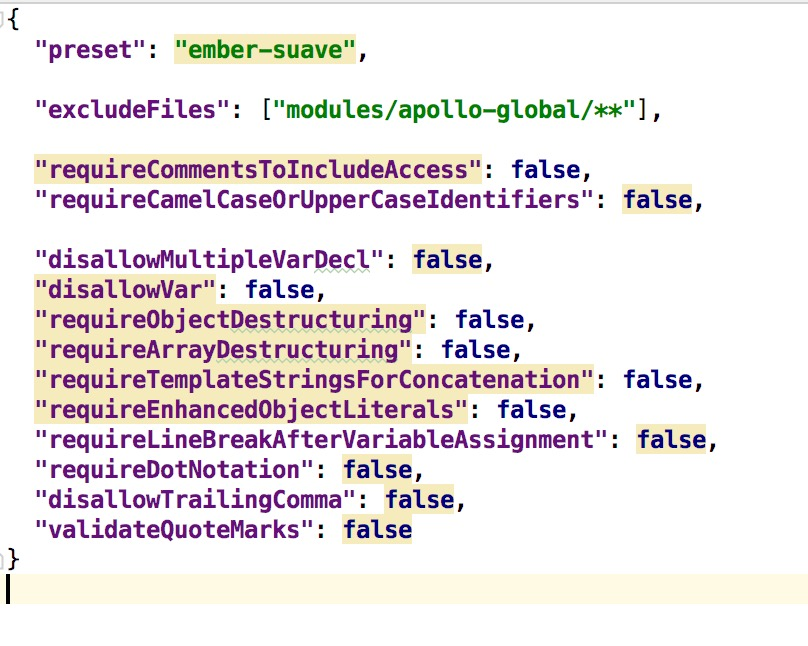 {
"preset": "ember-suave",
"excludeFiles": ["modules/apollo-global/**"],
"requireCommentsToIncludeAccess": false,
"requireCamelCaseOrUpperCaseIdentifiers": false,
"disallowMultipleVarDecl": false,
"disallowVar": false,
"requireObjectDestructuring": false,
"requireArrayDestructuring": false,
"requireTemplateStringsForConcatenation": false,
"requireEnhancedObjectLiterals": false,
"requireLineBreakAfterVariableAssignment": false,
"requireDotNotation": false,
"disallowTrailingComma": false,
"validateQuoteMarks": false
}